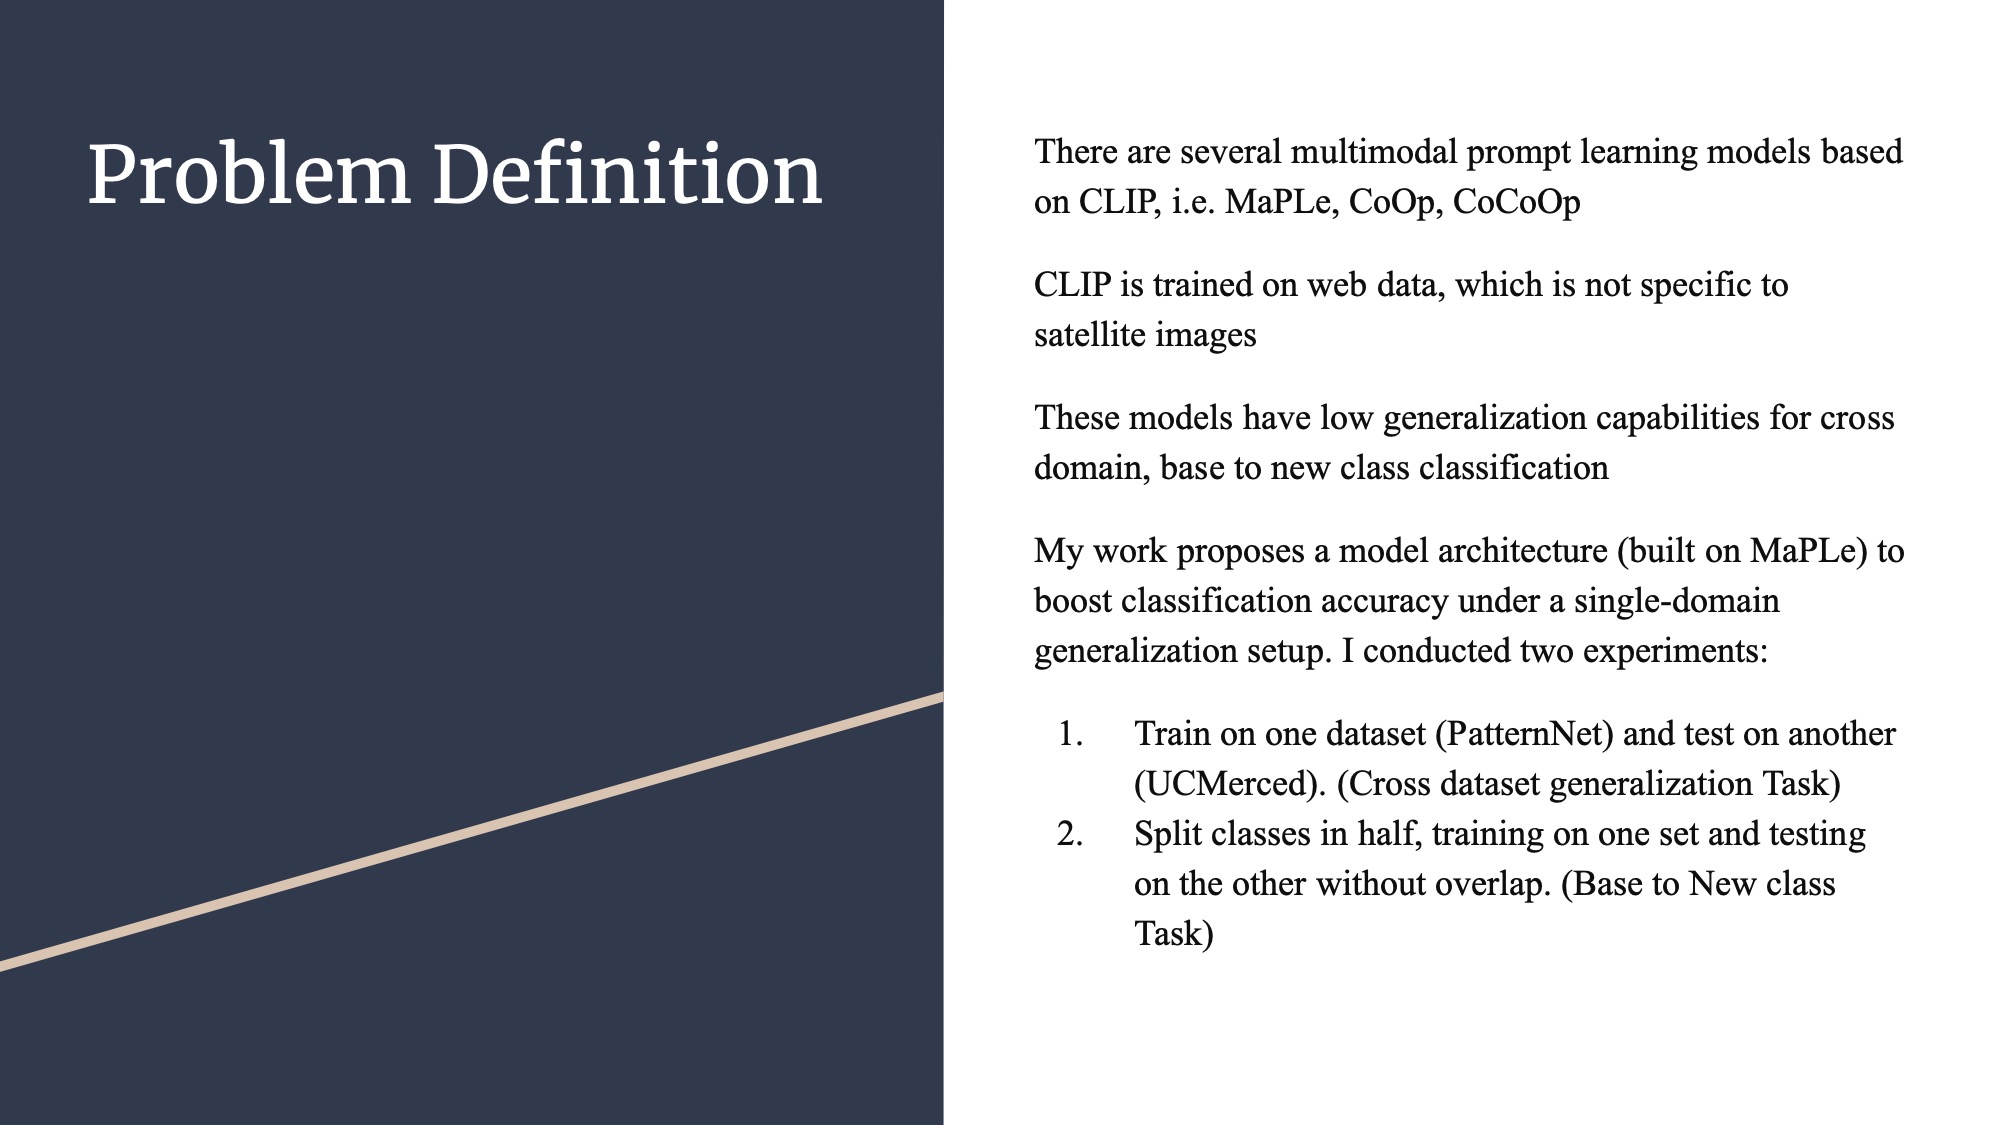 Problem Definition
There are several multimodal prompt learning models based
on CLIP, i.e. MaPLe, CoOp, CoCoOp
CLIP is trained on web data, which is not specific to
satellite images
These models have low generalization capabilities for cross
domain, base to new class classification
My work proposes a model architecture (built on MaPLe) to
boost classification accuracy under a single-domain
generalization setup. I conducted two experiments:
1. Train on one dataset (PatternNet) and test on another
(UCMerced). (Cross dataset generalization Task)
2. Split classes in half, training on one set and testing
on the other without overlap. (Base to New class
Task)